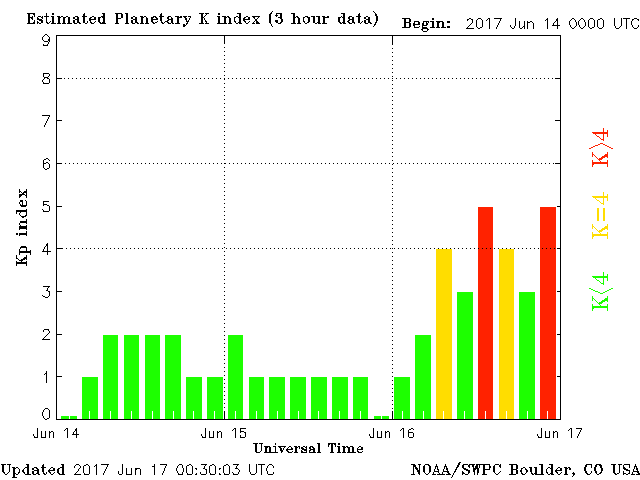 Estimated Planetary K index (3 hour data) Begin: 2017 Jun 14 0000 UTC
9
8
7
6
5
4
3
2
1
0
Kp index
K>4
K=4
K<4
Jun 14 Jun 15 Jun 16 Jun 17
Universal Time
Updated 2017 Jun 17 00:30:03 UTC NOAA/SWPC Boulder, CO USA